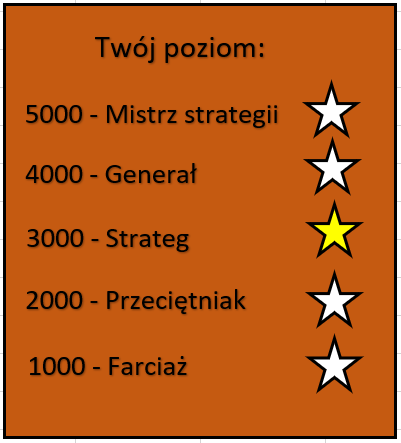 Twój poziom:
5000 - Mistrz strategii
4000 - Generał
3000 - Strateg
2000 - Przeciętniak
1000 - Farciaż